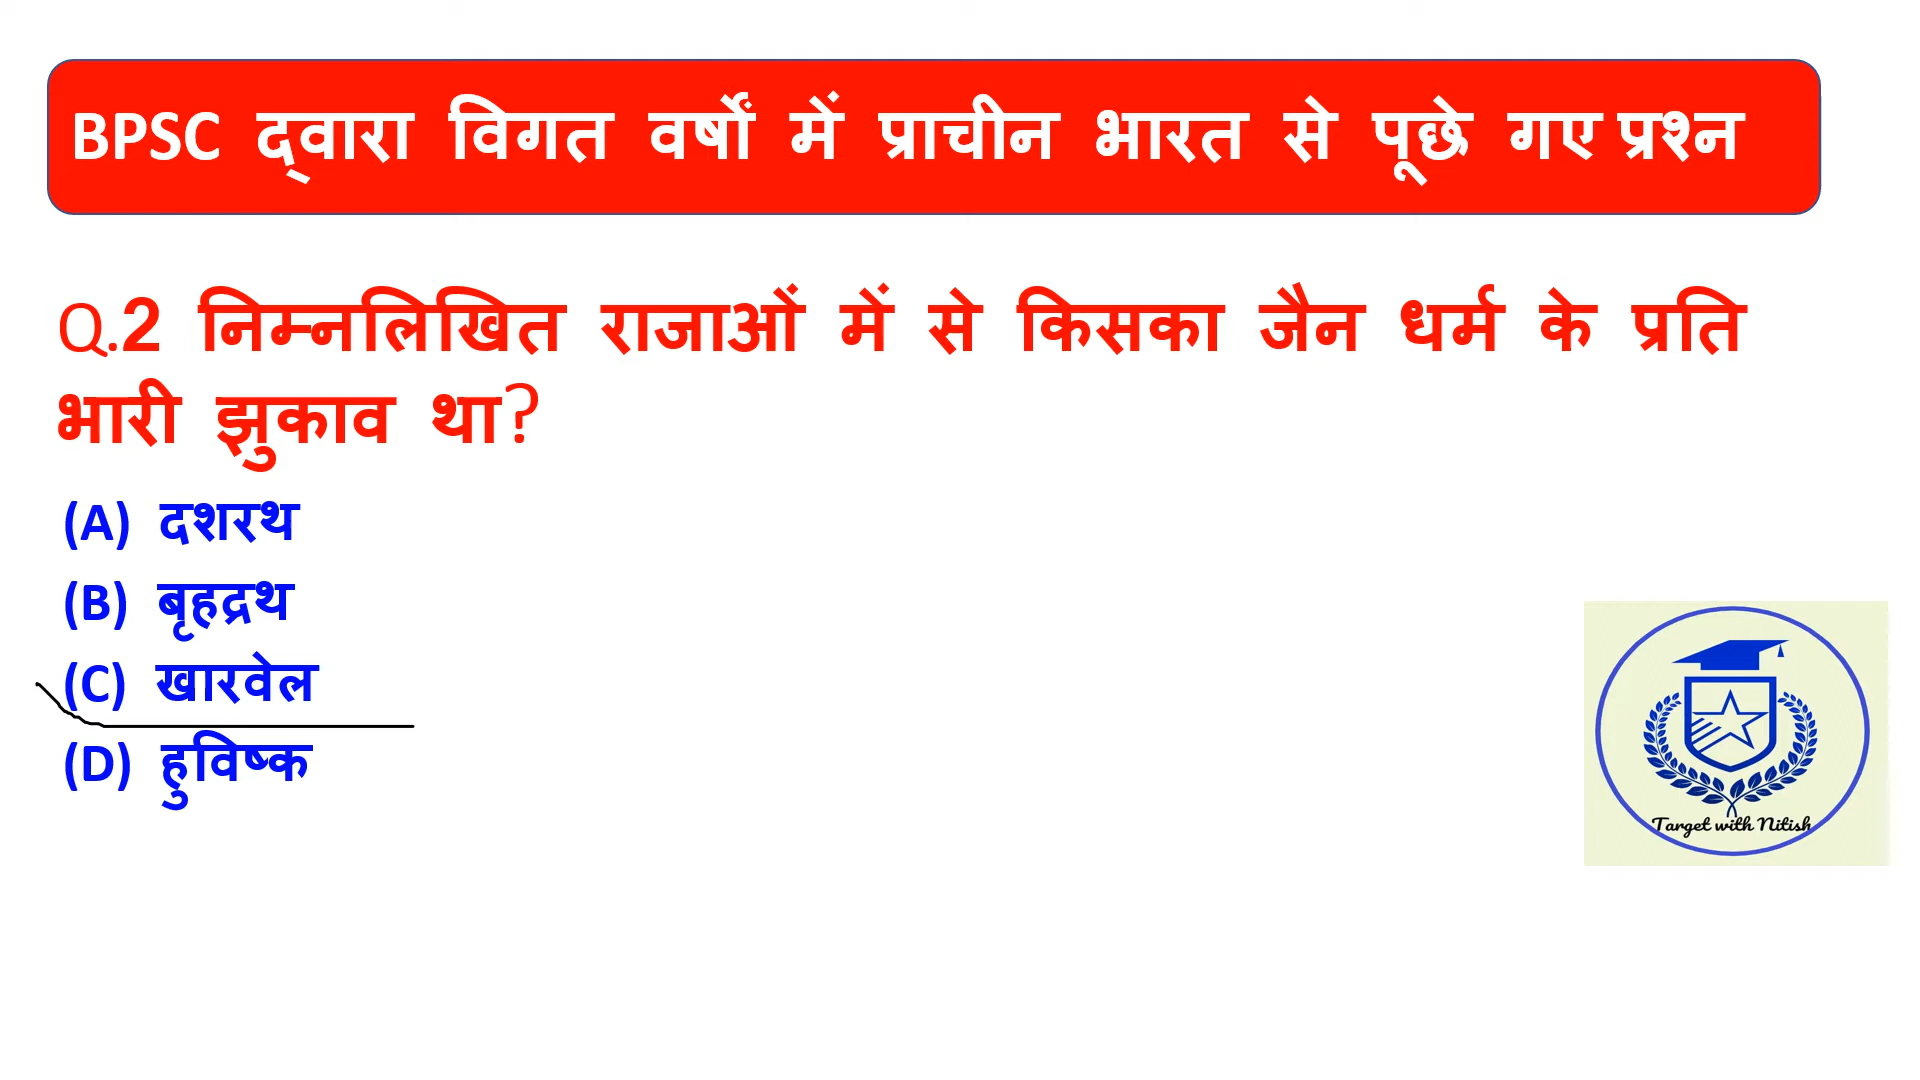 BPSC द्वारा विगत वर्षों में प्राचीन भारत से पूछे गए प्रश्न
Q.2 निम्नलिखित राजाओं में से किसका जैन धर्म के प्रति
भारी झुकाव था?
(A) दशरथ
(B) बृहद्रथ
(C) खारवेल
(D) हुविष्क
Target with Nitish